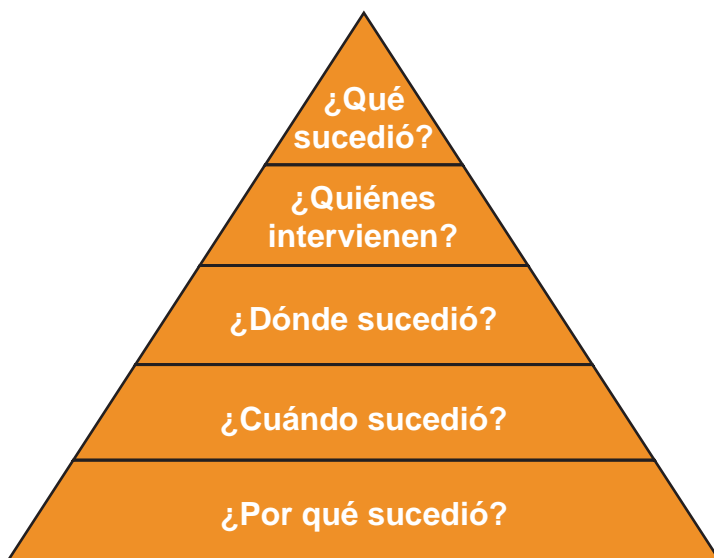 ¿Qué
sucedió?
¿Quiénes
intervienen?
¿Dónde sucedió?
¿Cuándo sucedió?
¿Por qué sucedió?